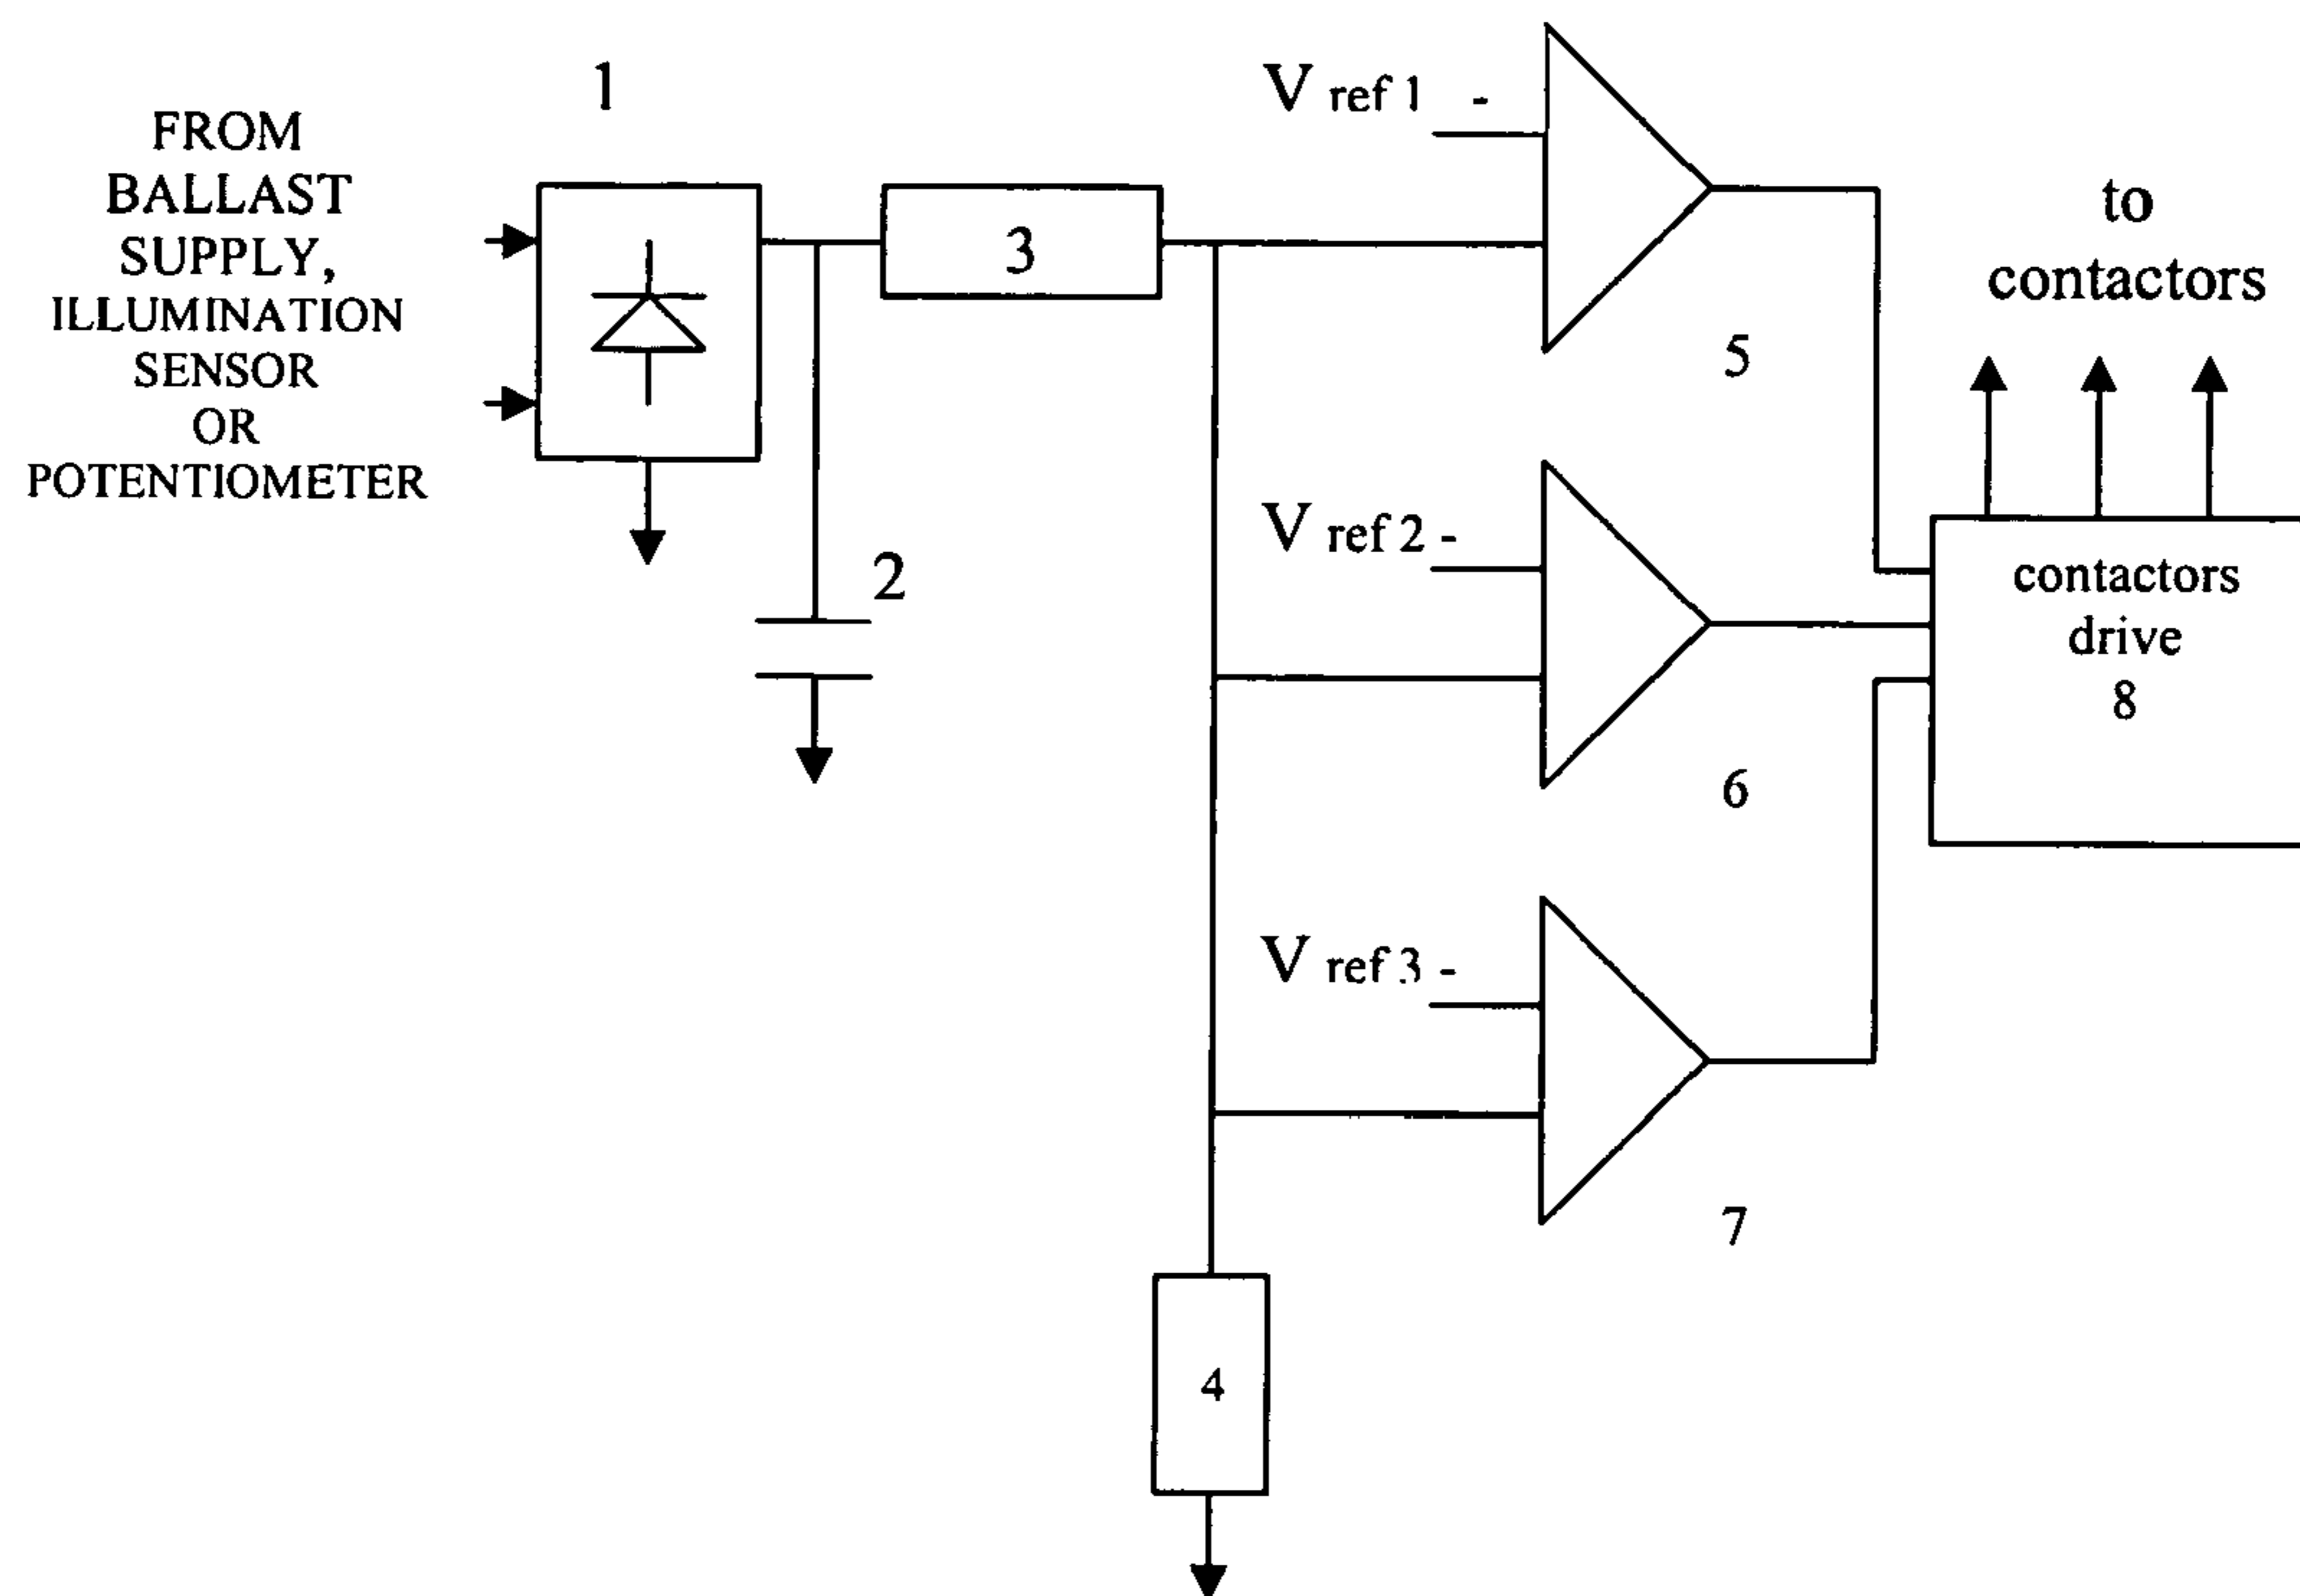 FROM
BALLAST
SUPPLY,
ILLUMINATION
SENSOR
OR
POTENTIOMETER
1
2
3
4
V ref 1 -
5
V ref 2 -
6
V ref 3 -
7
to
contactors
contactors
drive
8